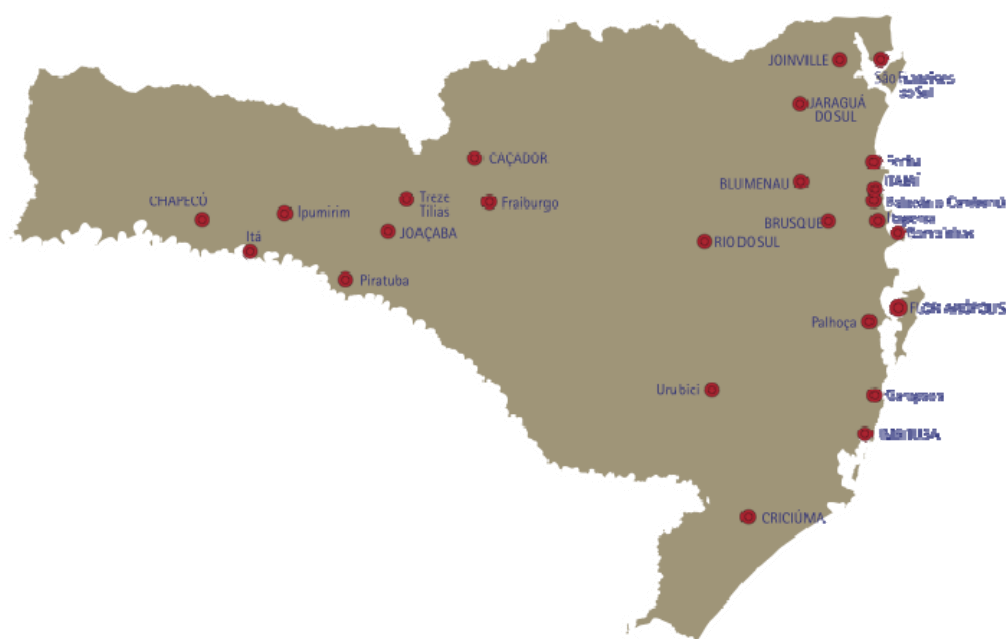 JOINVILLE
São Francisco
do Sul
JARAGUÁ
DO SUL
CAÇADOR
BLUMENAU
CHAPECÓ
Treze
Tílias
Fraiburgo
Ipumirim
BRUSQUE
Itapema
JOAÇABA
RIO DO SUL
Itá
Piratuba
FLORIANÓPOLIS
Palhoça
Urubici
Garopaba
IMBITUBA
CRICIÚMA